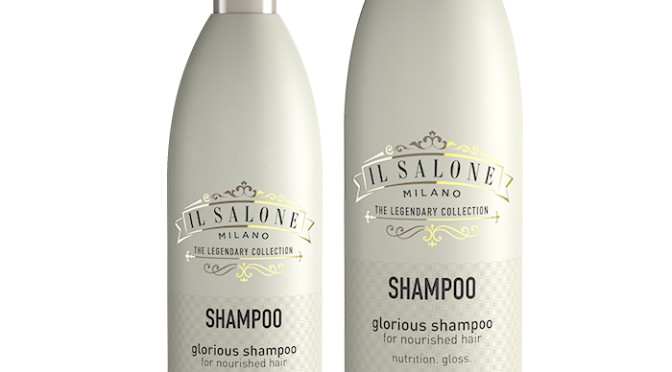 IL SALONE
MILANO
THE LEGENDARY COLLECTION
SHAMPOO
glorious shampoo
for nourished hair
IL SALONE
MILANO
THE LEGENDARY COLLECTION
SHAMPOO
glorious shampoo
for nourished hair
nutrition. gloss.